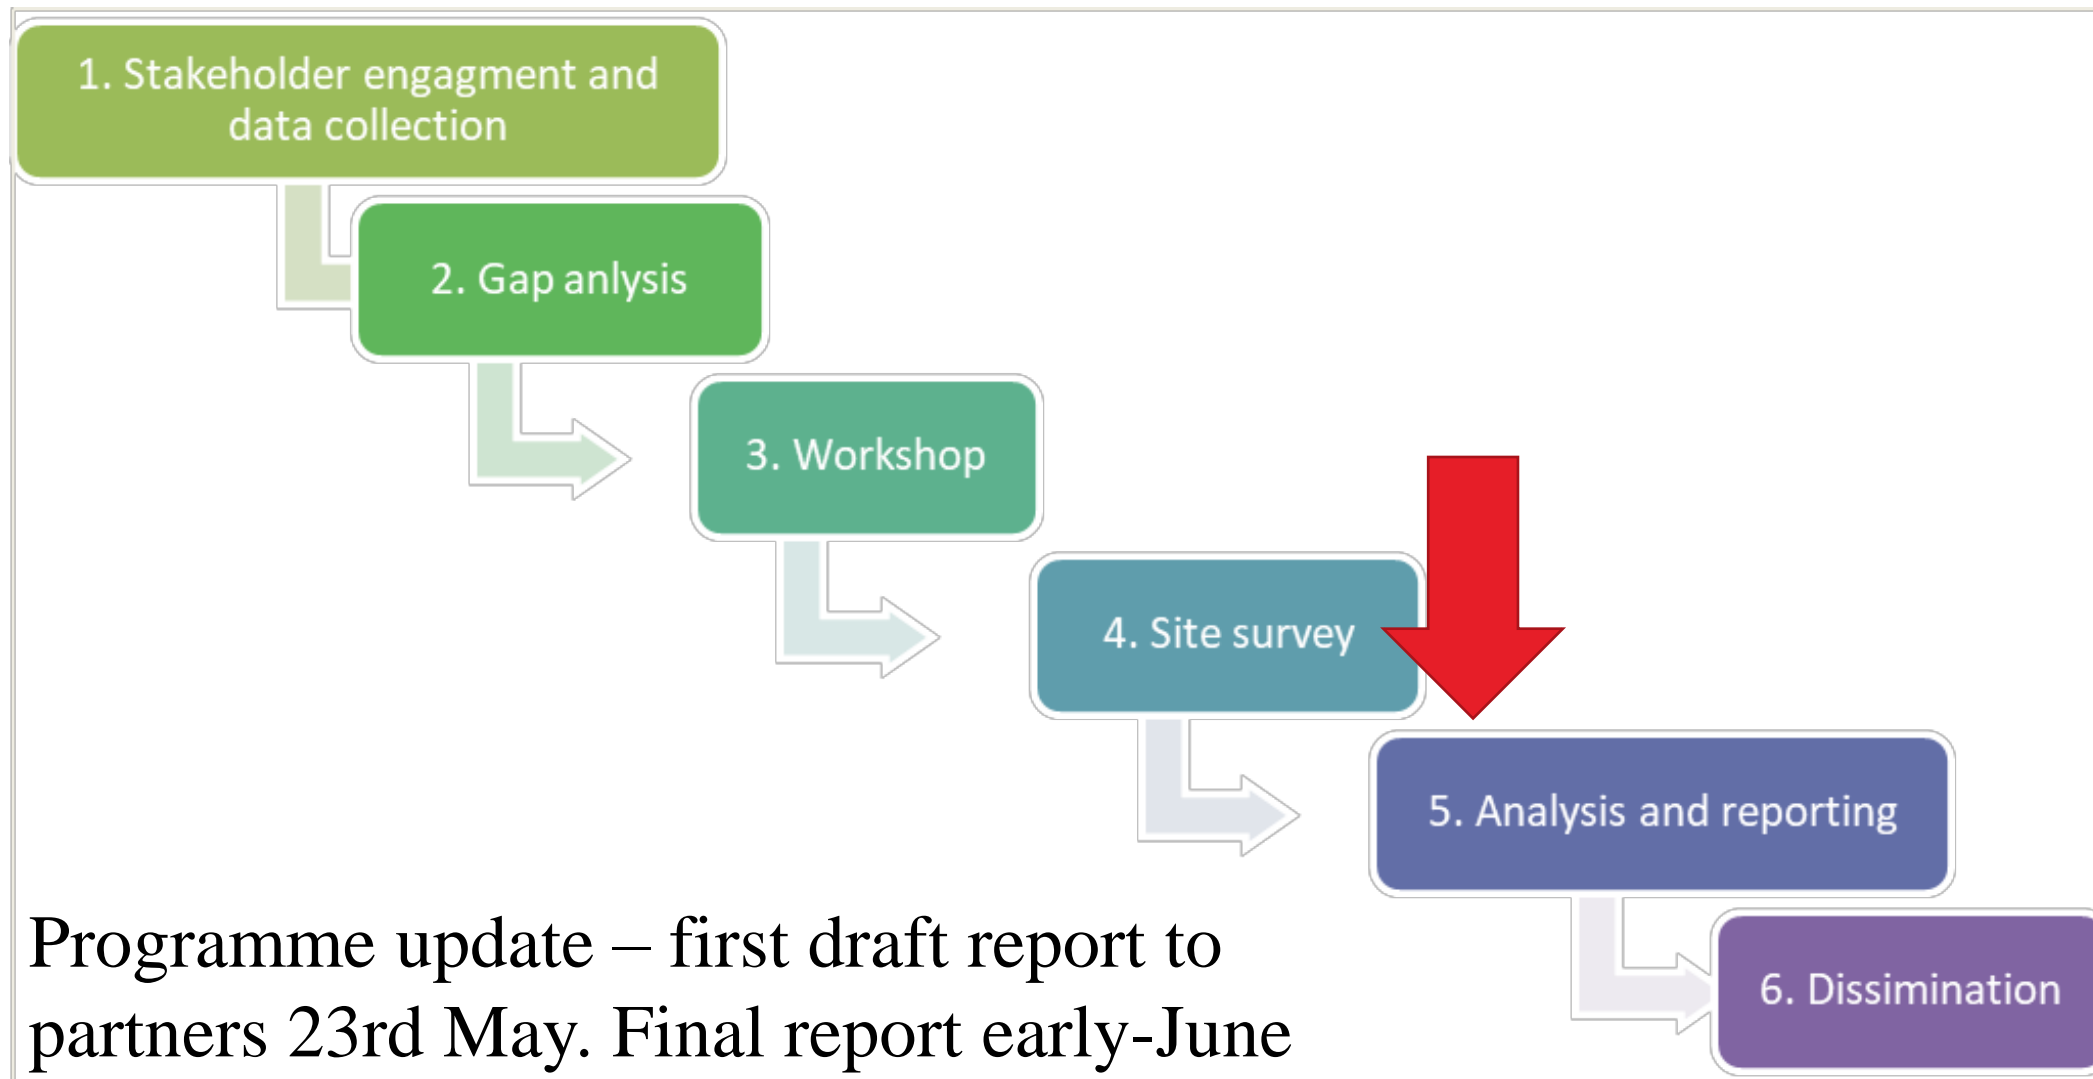 1. Stakeholder engagment and
data collection
2. Gap anlysis
3. Workshop
4. Site survey
5. Analysis and reporting
6. Dissimination
Programme update – first draft report to
partners 23rd May. Final report early-June